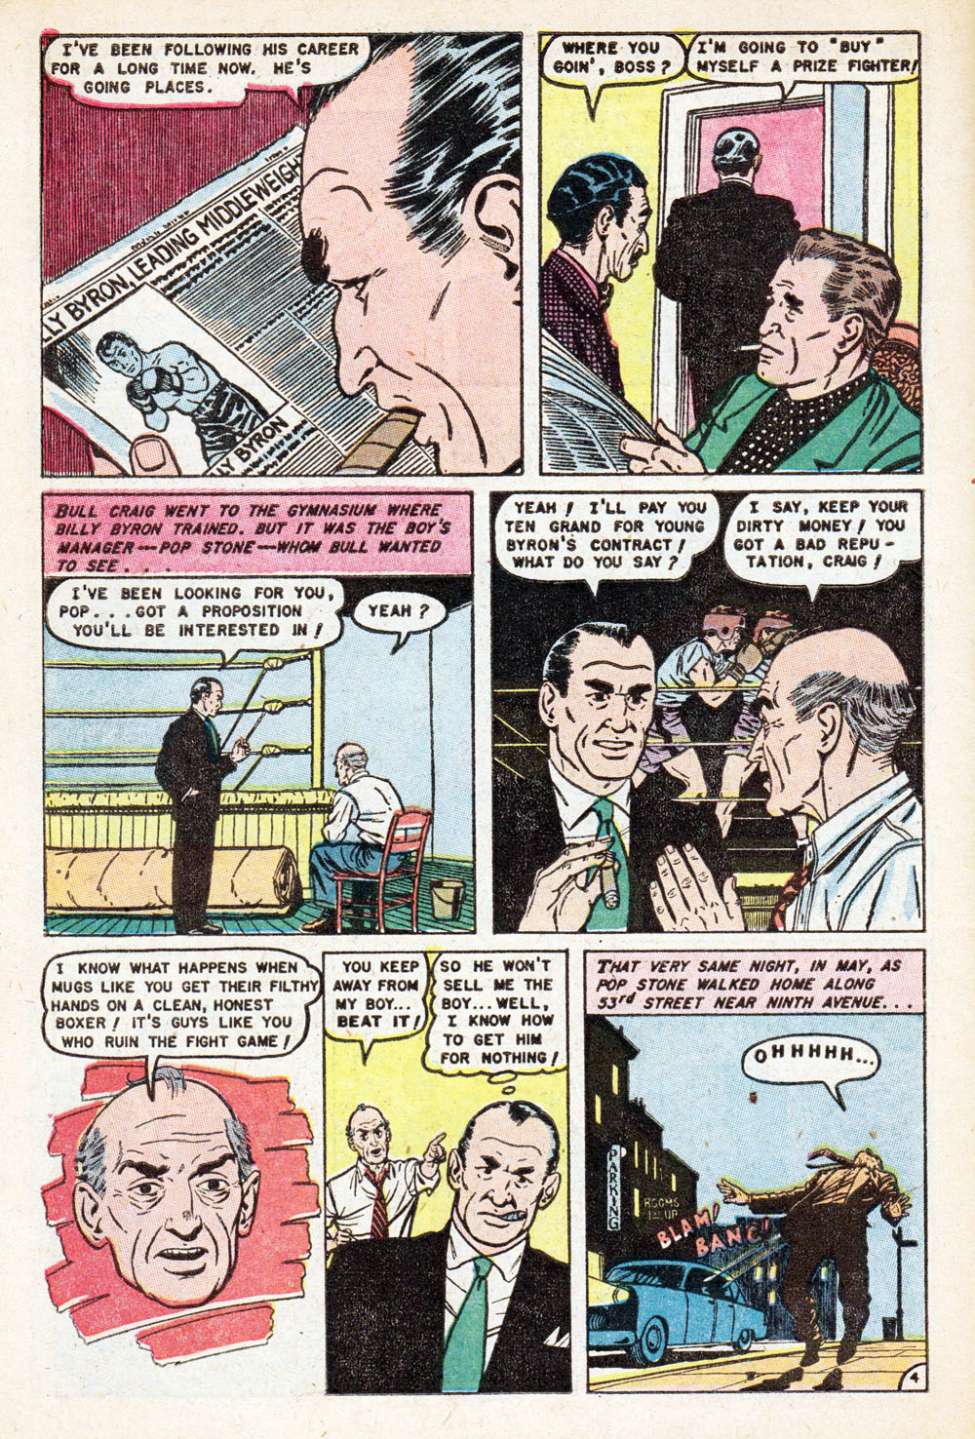 I'VE BEEN FOLLOWING HIS CAREER
FOR A LONG TIME NOW. HE'S
GOING PLACES.
LLY BYRON, LEADING MIDDLEWEIGH
LLY BYRON
WHERE YOU
GOIN', BOSS?
I'M GOING TO "BUY"
MYSELF A PRIZE FIGHTER!
BULL CRAIG WENT TO THE GYMNASIUM WHERE
BILLY BYRON TRAINED. BUT IT WAS THE BOY'S
MANAGER---POP STONE---WHOM BULL WANTED
TO SEE...
I'VE BEEN LOOKING FOR YOU,
POP... GOT A PROPOSITION
YOU'LL BE INTERESTED IN!
YEAH?
YEAH! I'LL PAY YOU
TEN GRAND FOR YOUNG
BYRON'S CONTRACT!
WHAT DO YOU SAY?
I SAY, KEEP YOUR
DIRTY MONEY! YOU
GOT A BAD REPU-
TATION, CRAIG!
I KNOW WHAT HAPPENS WHEN
MUGS LIKE YOU GET THEIR FILTHY
HANDS ON A CLEAN, HONEST
BOXER! IT'S GUYS LIKE YOU
WHO RUIN THE FIGHT GAME!
YOU KEEP
AWAY FROM
MY BOY...
BEAT IT!
SO HE WON'T
SELL ME THE
BOY... WELL,
I KNOW HOW
TO GET HIM
FOR NOTHING!
THAT VERY SAME NIGHT, IN MAY, AS
POP STONE WALKED HOME ALONG
53rd STREET NEAR NINTH AVENUE...
OHHHHH...
PARKING
ROOMS
UP
BLAM!
BANG!
4